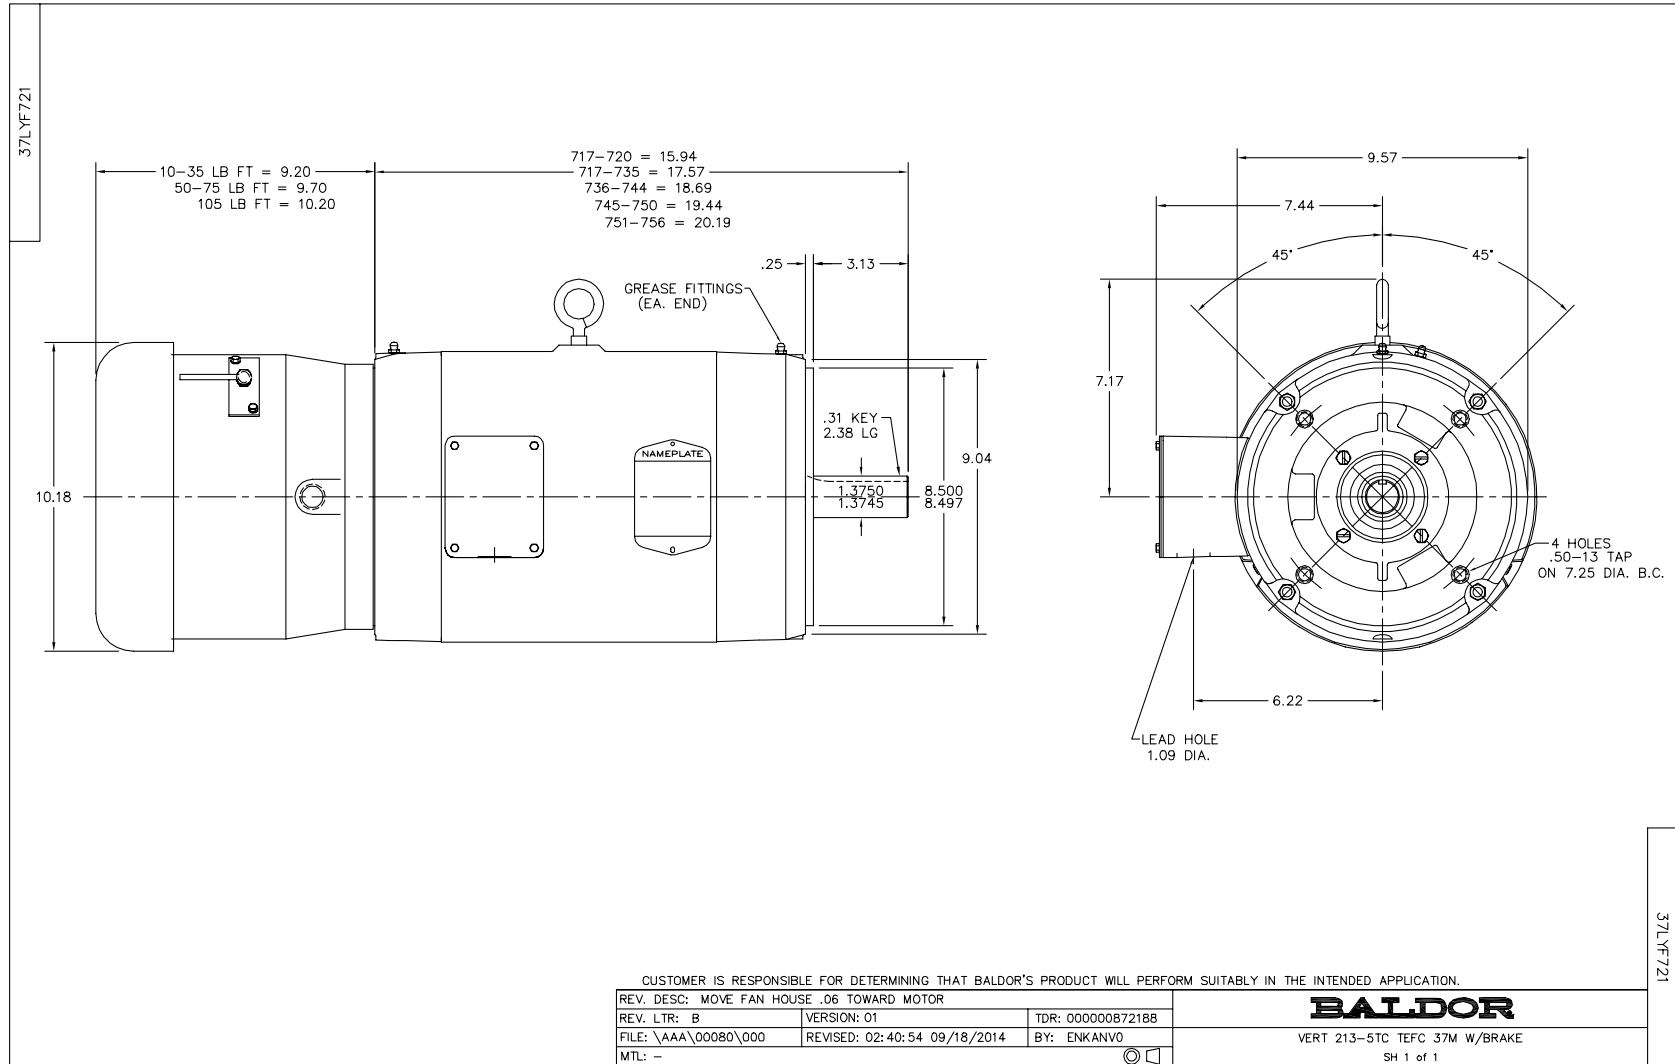 37LYF721
10-35 LB FT = 9.20
50-75 LB FT = 9.70
105 LB FT = 10.20
717-720 = 15.94
717-735 = 17.57
736-744 = 18.69
745-750 = 19.44
751-756 = 20.19
.25
3.13
GREASE FITTINGS
(EA. END)
.31 KEY
2.38 LG
NAMEPLATE
10.18
1.3750
1.3745
8.500
8.497
9.04
9.57
7.44
45°
45°
7.17
4 HOLES
.50-13 TAP
ON 7.25 DIA. B.C.
6.22
LEAD HOLE
1.09 DIA.
37LYF721
CUSTOMER IS RESPONSIBLE FOR DETERMINING THAT BALDOR'S PRODUCT WILL PERFORM SUITABLY IN THE INTENDED APPLICATION.
REV. DESC: MOVE FAN HOUSE .06 TOWARD MOTOR
REV. LTR: B
VERSION: 01
TDR: 000000872188
FILE: \AAA\00080\000
REVISED: 02:40:54 09/18/2014
BY: ENKANVO
MTL: -
BALDOR
VERT 213-5TC TEFC 37M W/BRAKE
SH 1 of 1